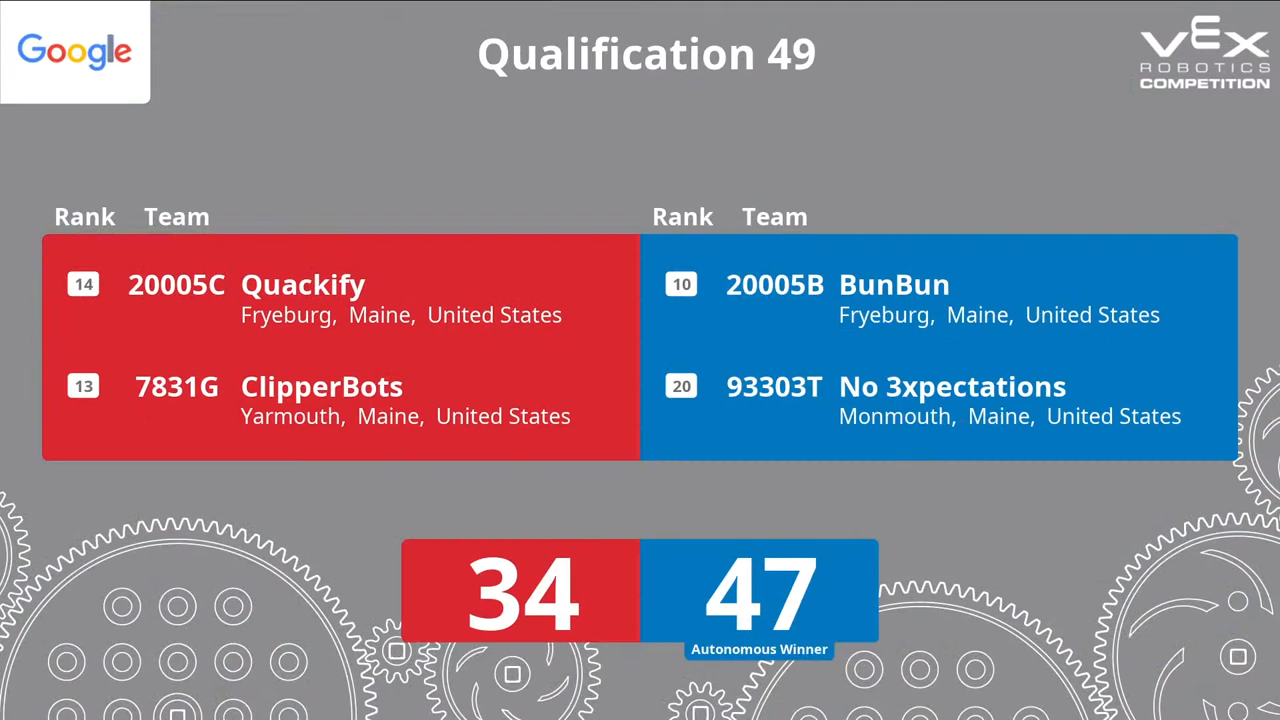 Google
Qualification 49
VEX
ROBOTICS
COMPETITION
Rank Team
14 20005C Quackify
Fryeburg, Maine, United States
13 7831G ClipperBots
Yarmouth, Maine, United States
Rank Team
10 20005B BunBun
Fryeburg, Maine, United States
20 93303T No 3xpectations
Monmouth, Maine, United States
34 47
Autonomous Winner